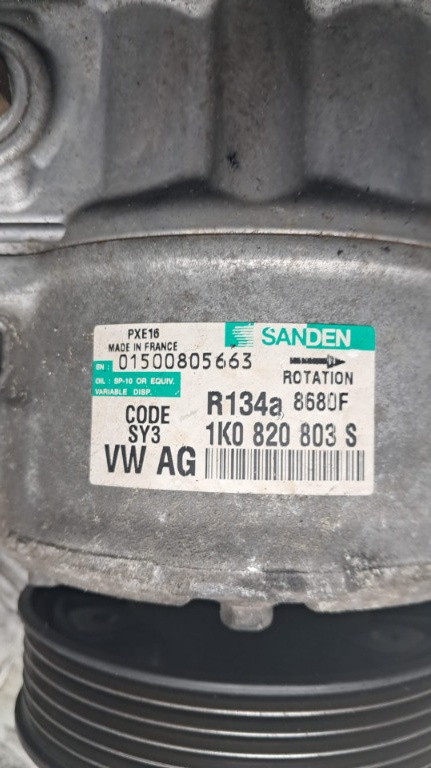 PXE16
MADE IN FRANCE
SANDEN
SN: 01500805663
ROTATION
OIL : SP-10 OR EQUIV.
VARIABLE DISP.
R134a 8680F
CODE
SY3
1K0 820 803 S
VW AG